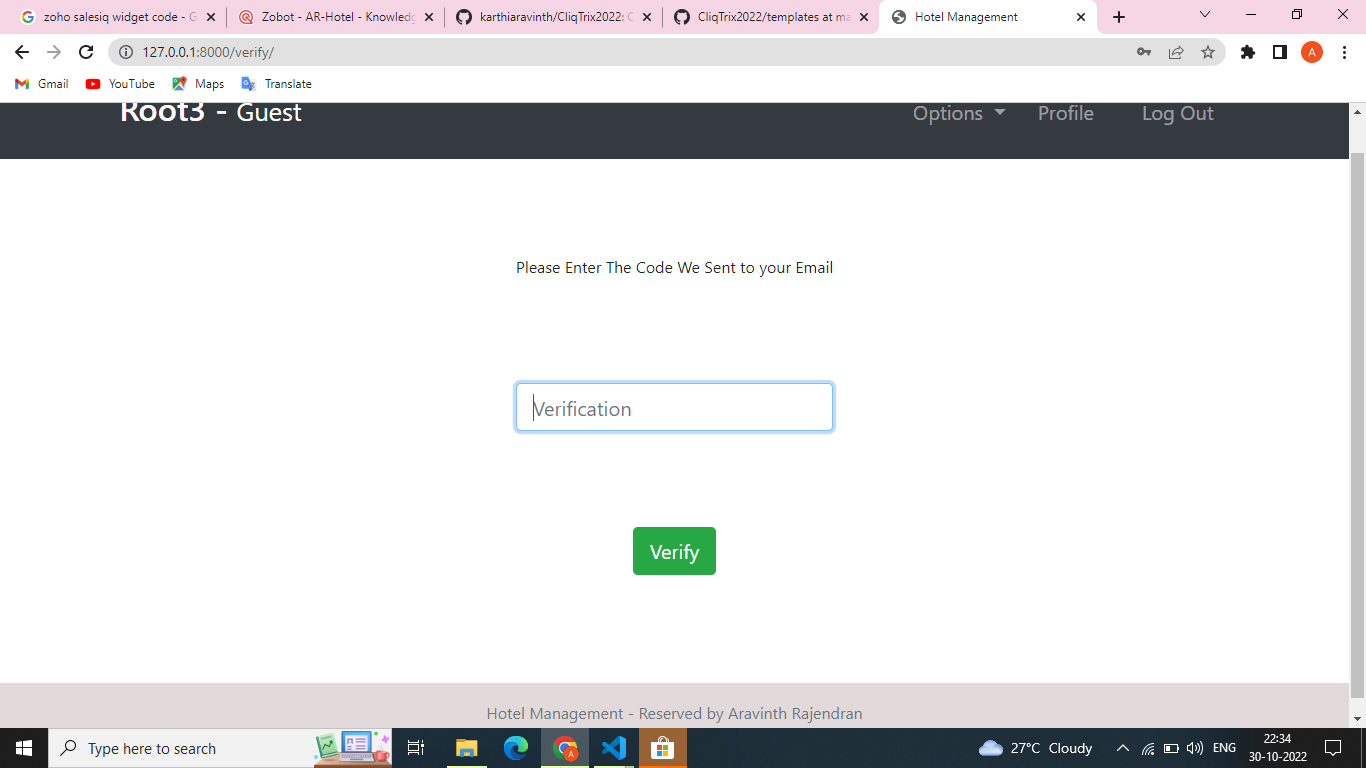 zoho salesiq widget code - G
Zobot - AR-Hotel - Knowledg
karthiaravinth/CliqTrix2022: C
CliqTrix2022/templates at ma
Hotel Management
127.0.0.1:8000/verify/
A
Gmail
YouTube
Maps
Translate
Root3 - Guest
Options
Profile
Log Out
Please Enter The Code We Sent to your Email
Verification
Verify
Hotel Management - Reserved by Aravinth Rajendran
Type here to search
A
27°C Cloudy
ENG
22:34
30-10-2022